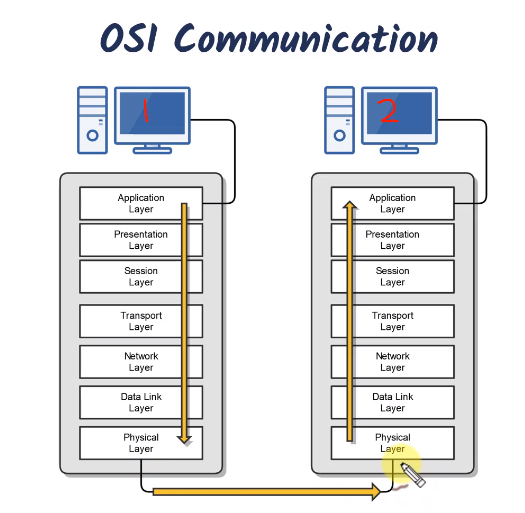 OSI Communication
1
2
Application
Layer
Presentation
Layer
Session
Layer
Transport
Layer
Network
Layer
Data Link
Layer
Physical
Layer
Application
Layer
Presentation
Layer
Session
Layer
Transport
Layer
Network
Layer
Data Link
Layer
Physical
Layer